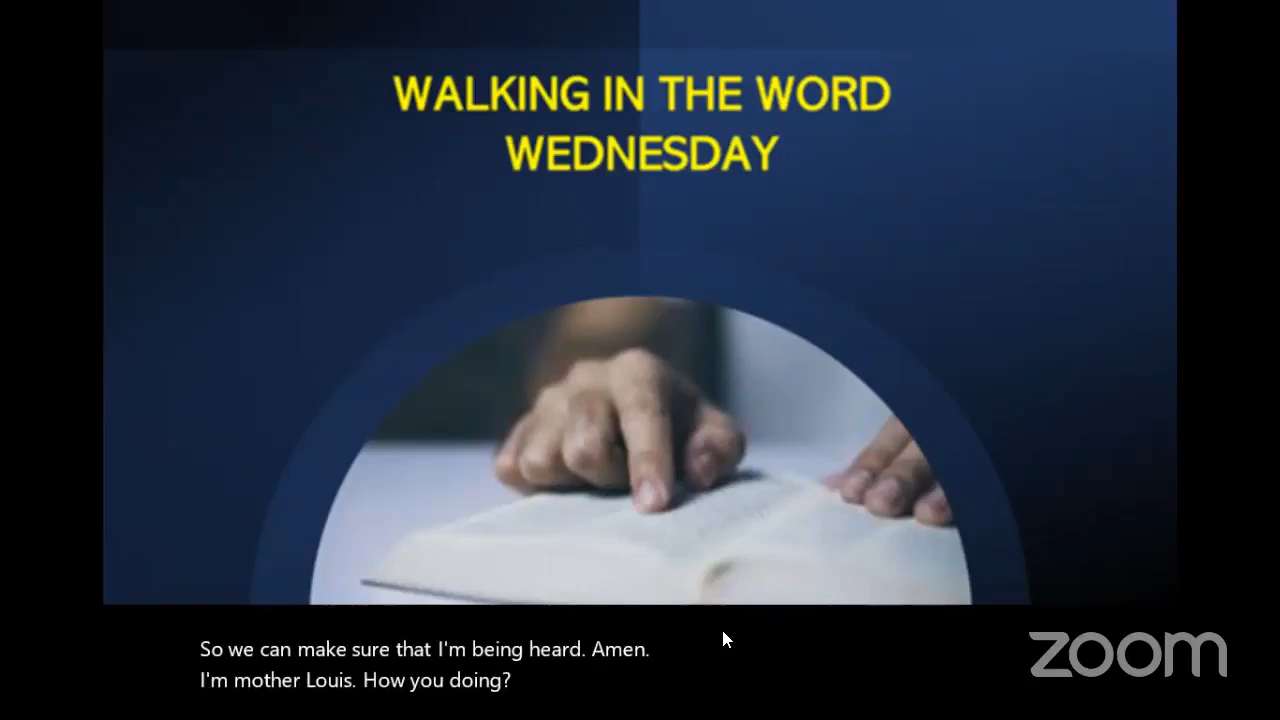 WALKING IN THE WORD
WEDNESDAY
So we can make sure that I'm being heard. Amen.
I'm mother Louis. How you doing?
zoom